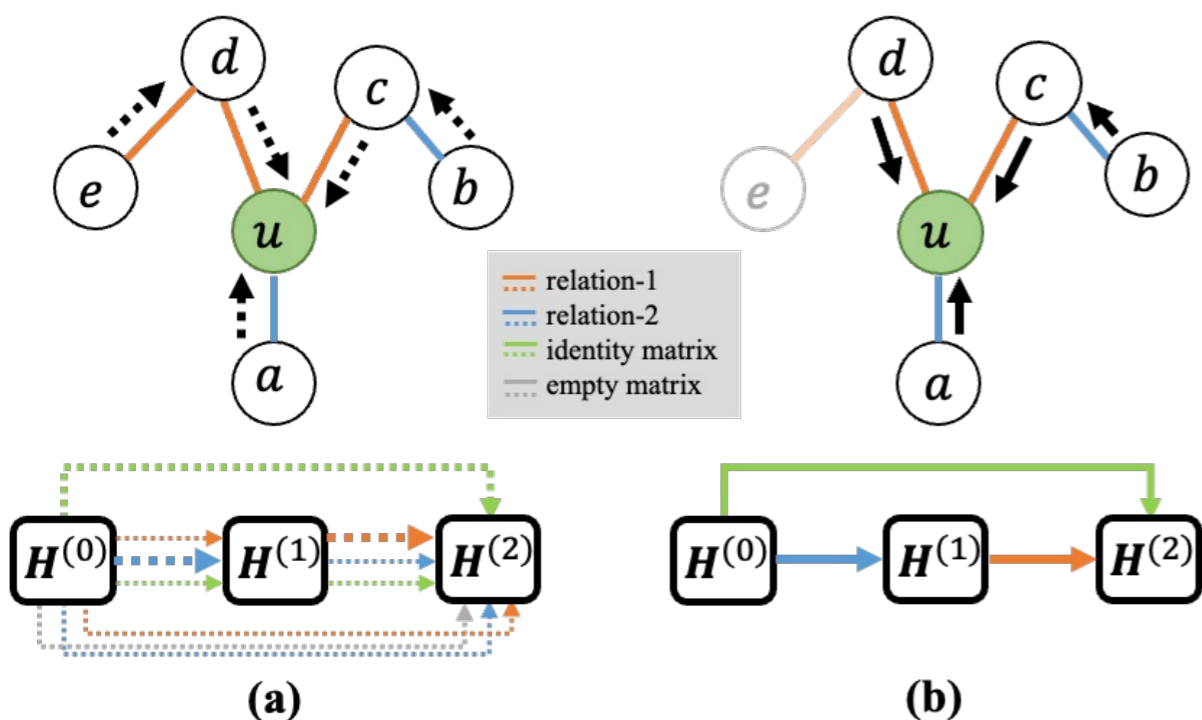 d
c
e
b
u
a
d
c
e
b
u
a
relation-1
relation-2
identity matrix
empty matrix
H^(0)
H^(1)
H^(2)
H^(0)
H^(1)
H^(2)
(a)
(b)